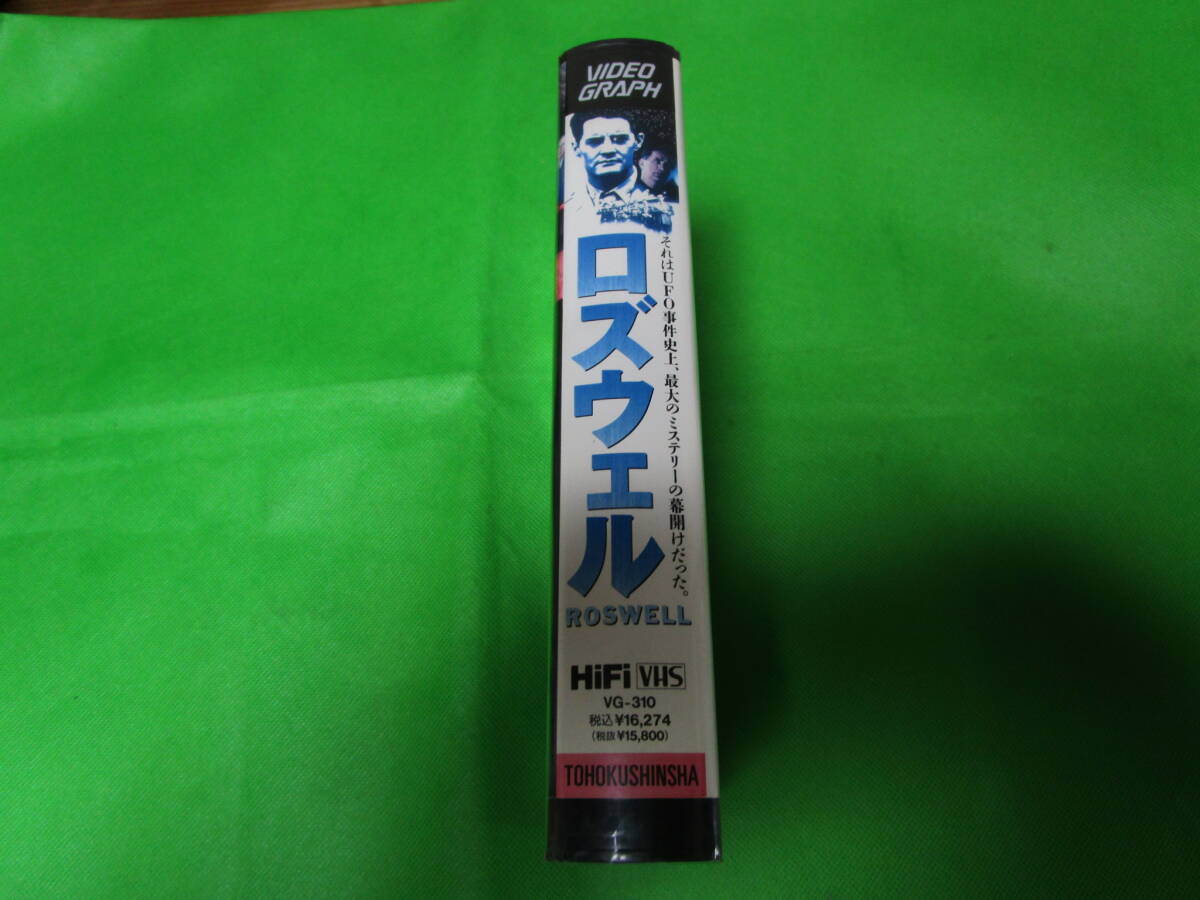 VIDEO
GRAPH
それはUFO事件史上、最大のミステリーの幕開けだった。
ロズウェル
ROSWELL
HiFi VHS
VG-310
税込¥16,274
(税抜¥15,800)
TOHOKUSHINSHA